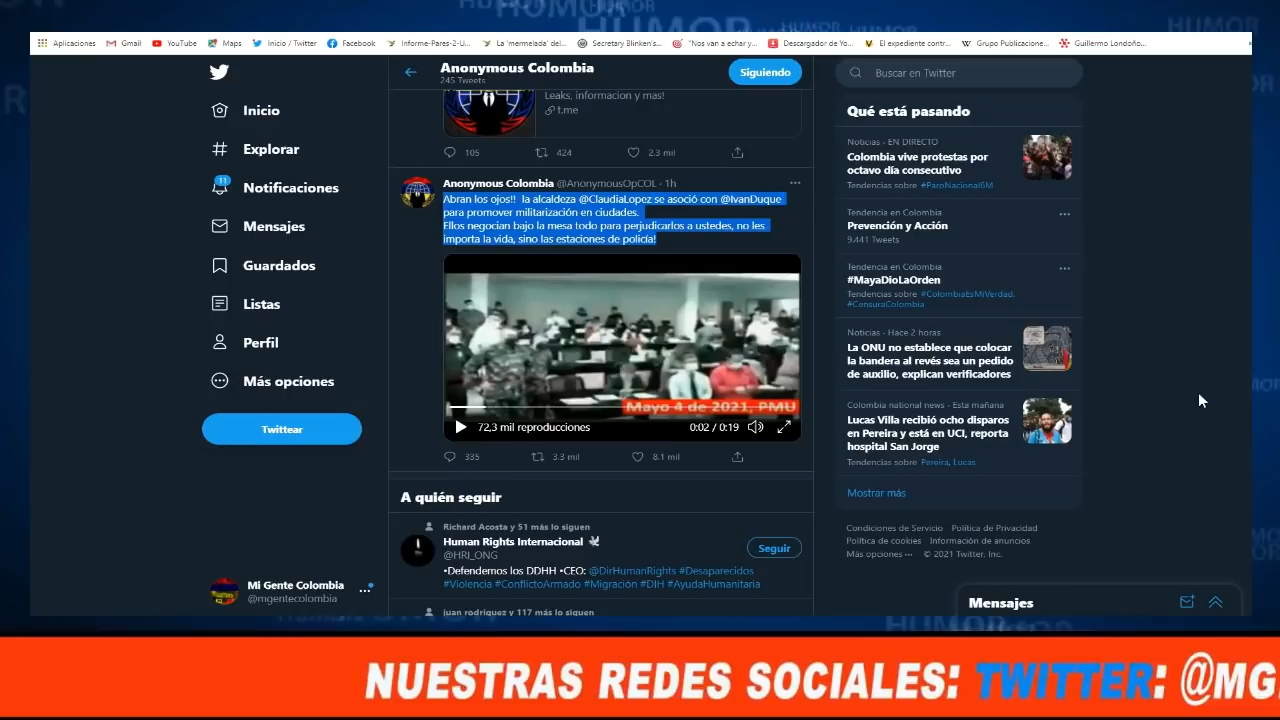 HUMOR
HUMOR
HUMOR
HUMOR
Aplicaciones
Gmail
YouTube
Maps
Inicio / Twitter
Facebook
Informe-Pares-2-U...
La 'mermelada' del...
Secretary Blinken's...
"Nos van a echar y...
Descargador de Yo...
El expediente contr...
Grupo Publicacione...
Guillermo Londoño...
Inicio
Explorar
11
Notificaciones
Mensajes
Guardados
Listas
Perfil
Más opciones
Twittear
Mi Gente Colombia
@mgentecolombia
Anonymous Colombia
245 Tweets
Siguiendo
Leaks, informacion y mas!
t.me
105 424 2.3 mil
Anonymous Colombia @AnonymousOpCOL · 1h
Abran los ojos!! la alcaldeza @ClaudiaLopez se asoció con @IvanDuque
para promover militarización en ciudades.
Ellos negocian bajo la mesa todo para perjudicarlos a ustedes, no les
importa la vida, sino las estaciones de policía!
Mayo 4 de 2021, PMU
72,3 mil reproducciones 0:02 / 0:19
335 3.3 mil 8.1 mil
A quién seguir
Richard Acosta y 51 más lo siguen
Human Rights Internacional
@HRI_ONG
Seguir
•Defendemos los DDHH •CEO: @DirHumanRights #Desaparecidos
#Violencia #ConflictoArmado #Migración #DIH #AyudaHumanitaria
juan rodriquez y 117 más lo siguen
Buscar en Twitter
Qué está pasando
Noticias · EN DIRECTO
Colombia vive protestas por
octavo día consecutivo
Tendencias sobre #ParoNacional6M
Tendencia en Colombia
Prevención y Acción
9,441 Tweets
Tendencia en Colombia
#MayaDioLaOrden
Tendencias sobre #ColombiaEsMiVerdad,
#CensuraColombia
Noticias · Hace 2 horas
La ONU no establece que colocar
la bandera al revés sea un pedido
de auxilio, explican verificadores
Colombia national news · Esta mañana
Lucas Villa recibió ocho disparos
en Pereira y está en UCI, reporta
hospital San Jorge
Tendencias sobre Pereira, Lucas
Mostrar más
Condiciones de Servicio Política de Privacidad
Política de cookies Información de anuncios
Más opciones ··· © 2021 Twitter, Inc.
Mensajes
HUMOR
NUESTRAS REDES SOCIALES: TWITTER: @MG